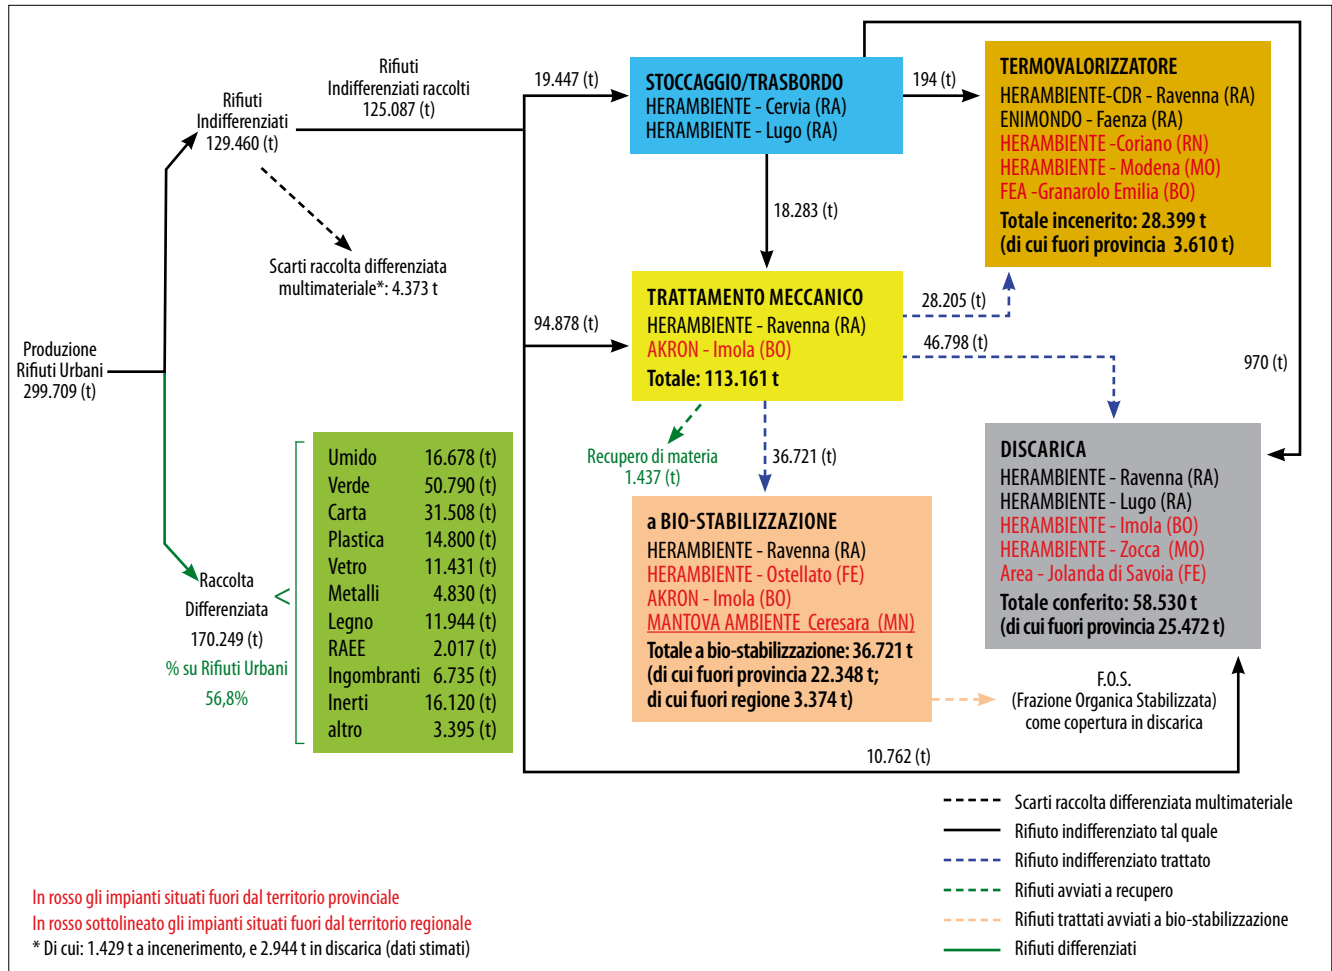 Produzione
Rifiuti Urbani
299.709 (t)
Rifiuti
Indifferenziati
129.460 (t)
Rifiuti
Indifferenziati raccolti
125.087 (t)
Scarti raccolta differenziata
multimateriale*: 4.373 t
Raccolta
Differenziata
170.249 (t)
% su Rifiuti Urbani
56,8%
Umido 16.678 (t)
Verde 50.790 (t)
Carta 31.508 (t)
Plastica 14.800 (t)
Vetro 11.431 (t)
Metalli 4.830 (t)
Legno 11.944 (t)
RAEE 2.017 (t)
Ingombranti 6.735 (t)
Inerti 16.120 (t)
altro 3.395 (t)
19.447 (t)
STOCCAGGIO/TRASBORDO
HERAMBIENTE - Cervia (RA)
HERAMBIENTE - Lugo (RA)
194 (t)
TERMOVALORIZZATORE
HERAMBIENTE-CDR - Ravenna (RA)
ENIMONDO - Faenza (RA)
HERAMBIENTE -Coriano (RN)
HERAMBIENTE - Modena (MO)
FEA -Granarolo Emilia (BO)
Totale incenerito: 28.399 t
(di cui fuori provincia 3.610 t)
18.283 (t)
94.878 (t)
TRATTAMENTO MECCANICO
HERAMBIENTE - Ravenna (RA)
AKRON - Imola (BO)
Totale: 113.161 t
28.205 (t)
46.798 (t)
970 (t)
Recupero di materia
1.437 (t)
36.721 (t)
a BIO-STABILIZZAZIONE
HERAMBIENTE - Ravenna (RA)
HERAMBIENTE - Ostellato (FE)
AKRON - Imola (BO)
MANTOVA AMBIENTE Ceresara (MN)
Totale a bio-stabilizzazione: 36.721 t
(di cui fuori provincia 22.348 t;
di cui fuori regione 3.374 t)
DISCARICA
HERAMBIENTE - Ravenna (RA)
HERAMBIENTE - Lugo (RA)
HERAMBIENTE - Imola (BO)
HERAMBIENTE - Zocca (MO)
Area - Jolanda di Savoia (FE)
Totale conferito: 58.530 t
(di cui fuori provincia 25.472 t)
F.O.S.
(Frazione Organica Stabilizzata)
come copertura in discarica
10.762 (t)
Scarti raccolta differenziata multimateriale
Rifiuto indifferenziato tal quale
Rifiuto indifferenziato trattato
Rifiuti avviati a recupero
Rifiuti trattati avviati a bio-stabilizzazione
Rifiuti differenziati
In rosso gli impianti situati fuori dal territorio provinciale
In rosso sottolineato gli impianti situati fuori dal territorio regionale
* Di cui: 1.429 t a incenerimento, e 2.944 t in discarica (dati stimati)